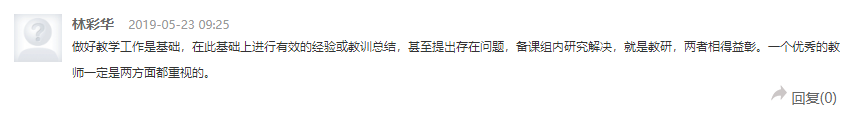 林彩华 2019-05-23 09:25
做好教学工作是基础，在此基础上进行有效的经验或教训总结，甚至提出存在问题，备课组内研究解决，就是教研，两者相得益彰。一个优秀的教
师一定是两方面都重视的。
回复(0)